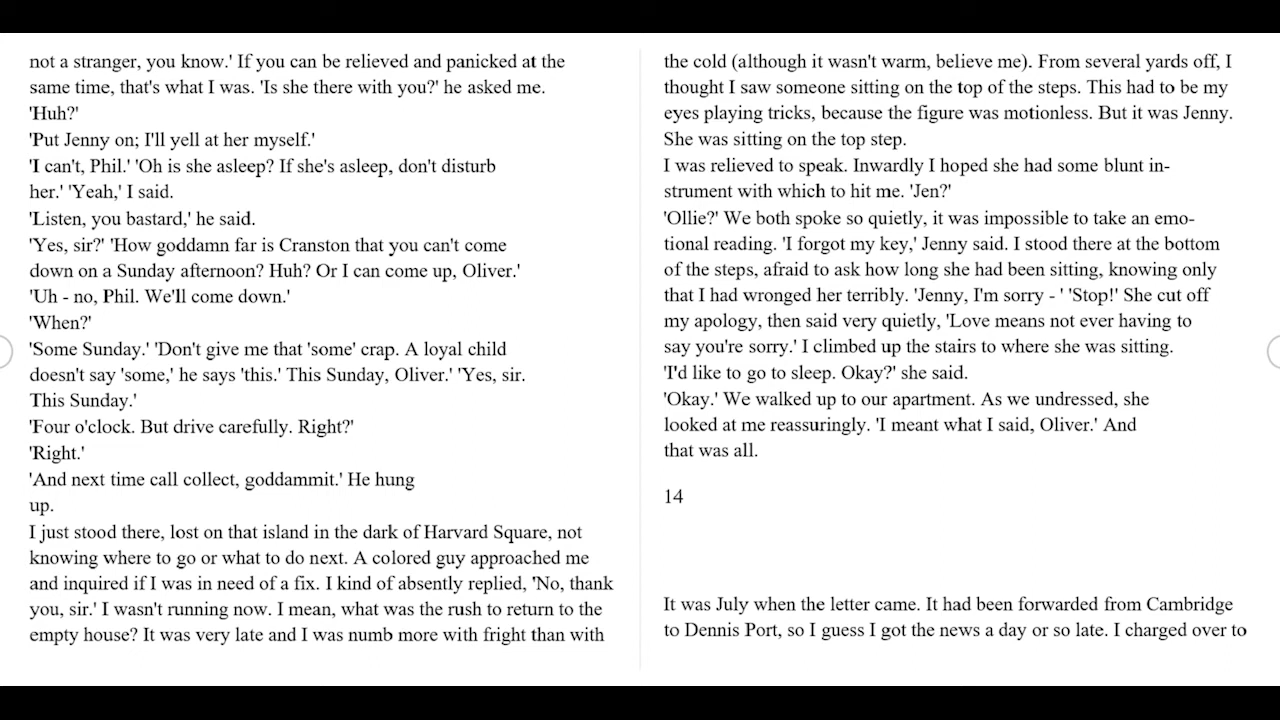 not a stranger, you know.' If you can be relieved and panicked at the
same time, that's what I was. 'Is she there with you?' he asked me.
'Huh?'
'Put Jenny on; I'll yell at her myself.'
'I can't, Phil.' 'Oh is she asleep? If she's asleep, don't disturb
her.' 'Yeah,' I said.
'Listen, you bastard,' he said.
'Yes, sir?' 'How goddamn far is Cranston that you can't come
down on a Sunday afternoon? Huh? Or I can come up, Oliver.'
'Uh - no, Phil. We'll come down.'
'When?'
'Some Sunday.' 'Don't give me that 'some' crap. A loyal child
doesn't say 'some,' he says 'this.' This Sunday, Oliver.' 'Yes, sir.
This Sunday.'
'Four o'clock. But drive carefully. Right?'
'Right.'
'And next time call collect, goddammit.' He hung
up.
I just stood there, lost on that island in the dark of Harvard Square, not
knowing where to go or what to do next. A colored guy approached me
and inquired if I was in need of a fix. I kind of absently replied, 'No, thank
you, sir.' I wasn't running now. I mean, what was the rush to return to the
empty house? It was very late and I was numb more with fright than with
the cold (although it wasn't warm, believe me). From several yards off, I
thought I saw someone sitting on the top of the steps. This had to be my
eyes playing tricks, because the figure was motionless. But it was Jenny.
She was sitting on the top step.
I was relieved to speak. Inwardly I hoped she had some blunt in-
strument with which to hit me. 'Jen?'
'Ollie?' We both spoke so quietly, it was impossible to take an emo-
tional reading. 'I forgot my key,' Jenny said. I stood there at the bottom
of the steps, afraid to ask how long she had been sitting, knowing only
that I had wronged her terribly. 'Jenny, I'm sorry - ' 'Stop!' She cut off
my apology, then said very quietly, 'Love means not ever having to
say you're sorry.' I climbed up the stairs to where she was sitting.
'I'd like to go to sleep. Okay?' she said.
'Okay.' We walked up to our apartment. As we undressed, she
looked at me reassuringly. 'I meant what I said, Oliver.' And
that was all.
14
It was July when the letter came. It had been forwarded from Cambridge
to Dennis Port, so I guess I got the news a day or so late. I charged over to